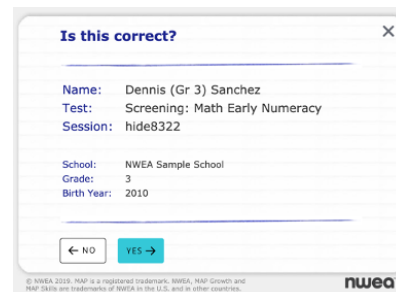 Is this correct?
×
Name: Dennis (Gr 3) Sanchez
Test: Screening: Math Early Numeracy
Session: hide8322
School: NWEA Sample School
Grade: 3
Birth Year: 2010
← NO YES →
© NWEA 2019. MAP is a registered trademark. NWEA, MAP Growth and
MAP Skills are trademarks of NWEA in the U.S. and in other countries.
nwea